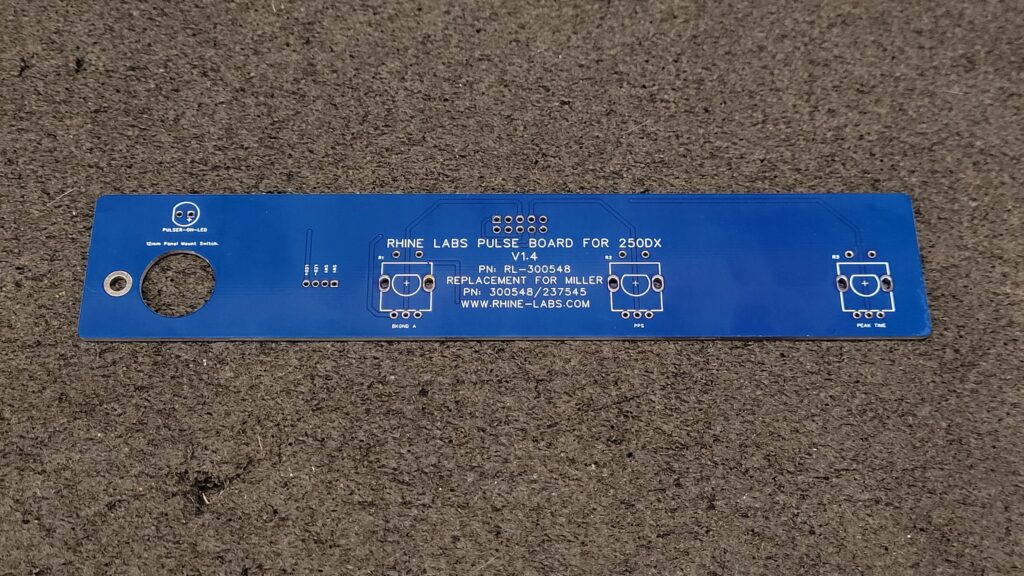 PULSER-ON-LED
12mm Panel Mount Switch.
RHINE LABS PULSE BOARD FOR 250DX
V1.4
PN: RL-300548
REPLACEMENT FOR MILLER
PN: 300548/237545
WWW.RHINE-LABS.COM
R1
R2
R3
BKGND A
PPS
PEAK TIME